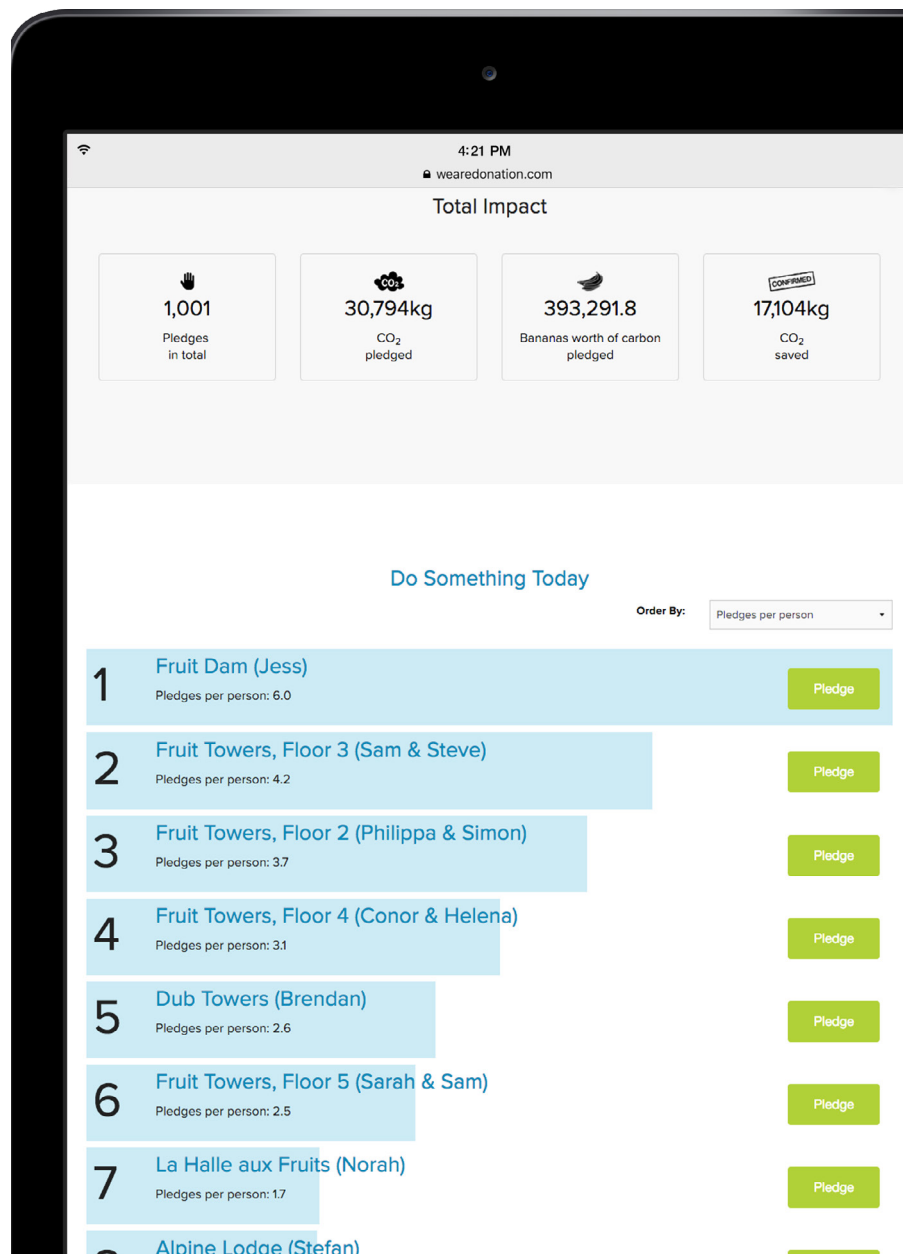 4:21 PM
wearedonation.com
Total Impact
CO2
CONFIRMED
1,001
30,794kg
393,291.8
17,104kg
Pledges
in total
CO2
pledged
Bananas worth of carbon
pledged
CO2
saved
Do Something Today
Order By:
Pledges per person
1
Fruit Dam (Jess)
Pledges per person: 6.0
Pledge
2
Fruit Towers, Floor 3 (Sam & Steve)
Pledges per person: 4.2
Pledge
3
Fruit Towers, Floor 2 (Philippa & Simon)
Pledges per person: 3.7
Pledge
4
Fruit Towers, Floor 4 (Conor & Helena)
Pledges per person: 3.1
Pledge
5
Dub Towers (Brendan)
Pledges per person: 2.6
Pledge
6
Fruit Towers, Floor 5 (Sarah & Sam)
Pledges per person: 2.5
Pledge
7
La Halle aux Fruits (Norah)
Pledges per person: 1.7
Pledge
Alpine Lodge (Stefan)